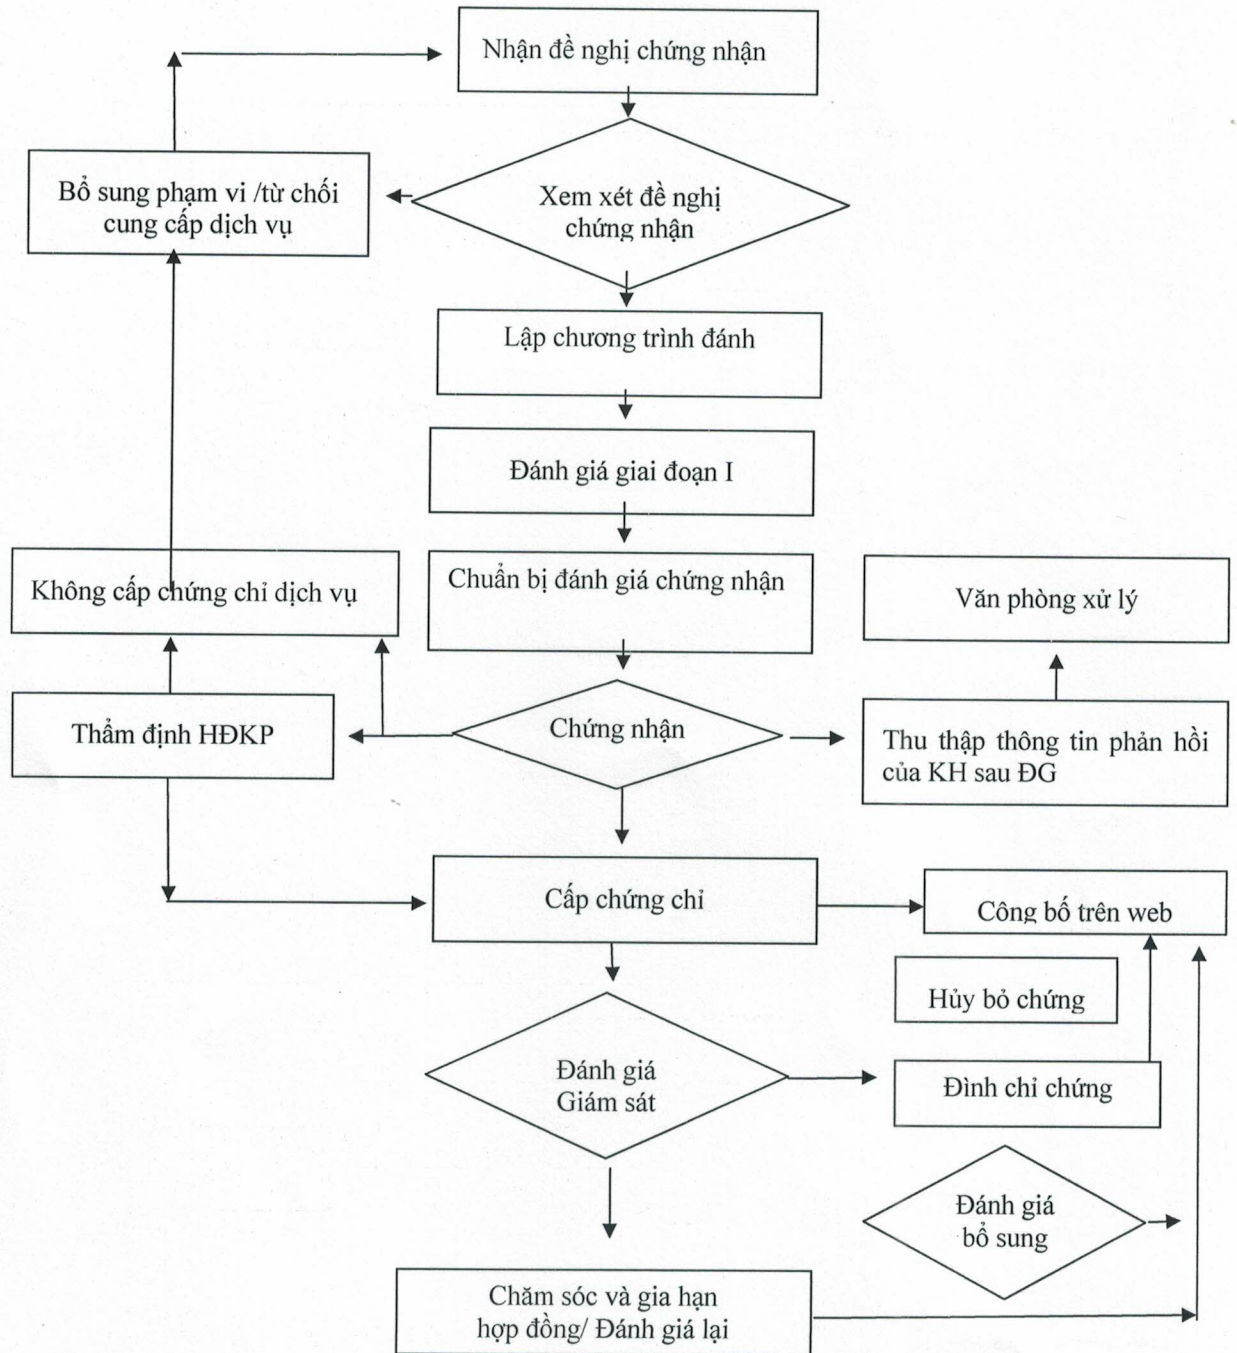 Nhận đề nghị chứng nhận
Bổ sung phạm vi /từ chối
cung cấp dịch vụ
Xem xét đề nghị
chứng nhận
Lập chương trình đánh
Đánh giá giai đoạn I
Không cấp chứng chỉ dịch vụ
Chuẩn bị đánh giá chứng nhận
Văn phòng xử lý
Thẩm định HĐKP
Chứng nhận
Thu thập thông tin phản hồi
của KH sau ĐG
Cấp chứng chỉ
Công bố trên web
Hủy bỏ chứng
Đánh giá
Giám sát
Đình chỉ chứng
Đánh giá
bổ sung
Chăm sóc và gia hạn
hợp đồng/ Đánh giá lại